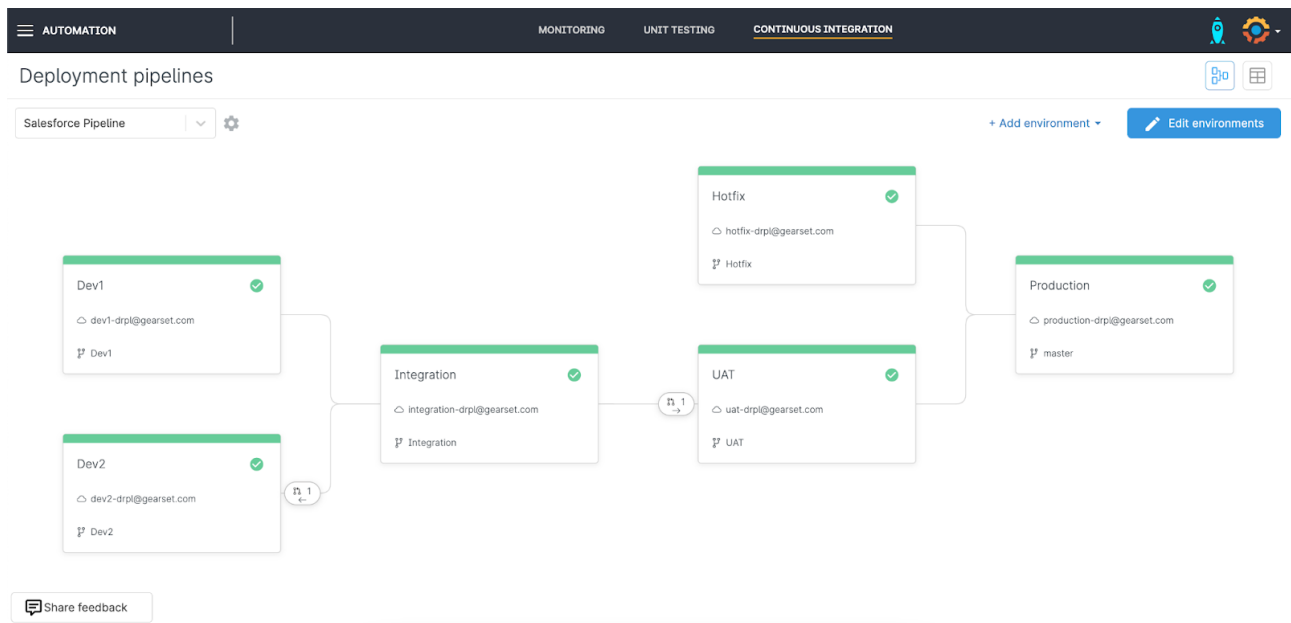 AUTOMATION
MONITORING
UNIT TESTING
CONTINUOUS INTEGRATION
Deployment pipelines
Salesforce Pipeline
+ Add environment
Edit environments
Hotfix
hotfix-drpl@gearset.com
Hotfix
Dev1
dev1-drpl@gearset.com
Dev1
Production
production-drpl@gearset.com
master
Integration
integration-drpl@gearset.com
Integration
1
UAT
uat-drpl@gearset.com
UAT
Dev2
dev2-drpl@gearset.com
Dev2
1
Share feedback